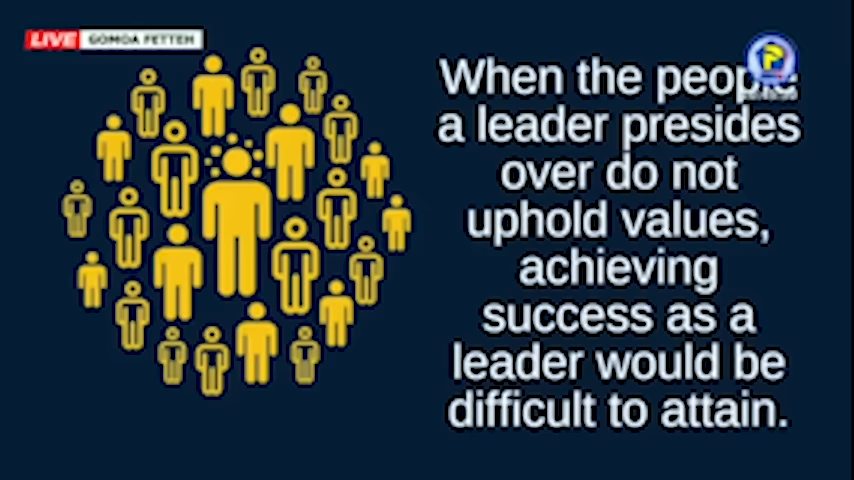 LIVE GOMOA FETTEH
When the people
a leader presides
over do not
uphold values,
achieving
success as a
leader would be
difficult to attain.